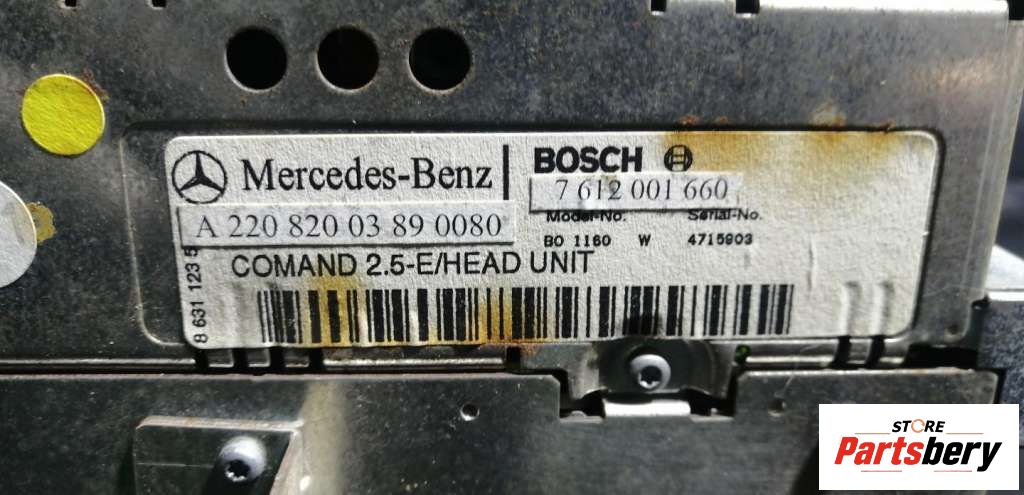 Mercedes-Benz
BOSCH
A 220 820 03 89 0080
7 612 001 660
Model-No. Serial-No.
BO 1160 W 4715903
COMAND 2.5-E/HEAD UNIT
8 631 123 5
STORE
Partsbery